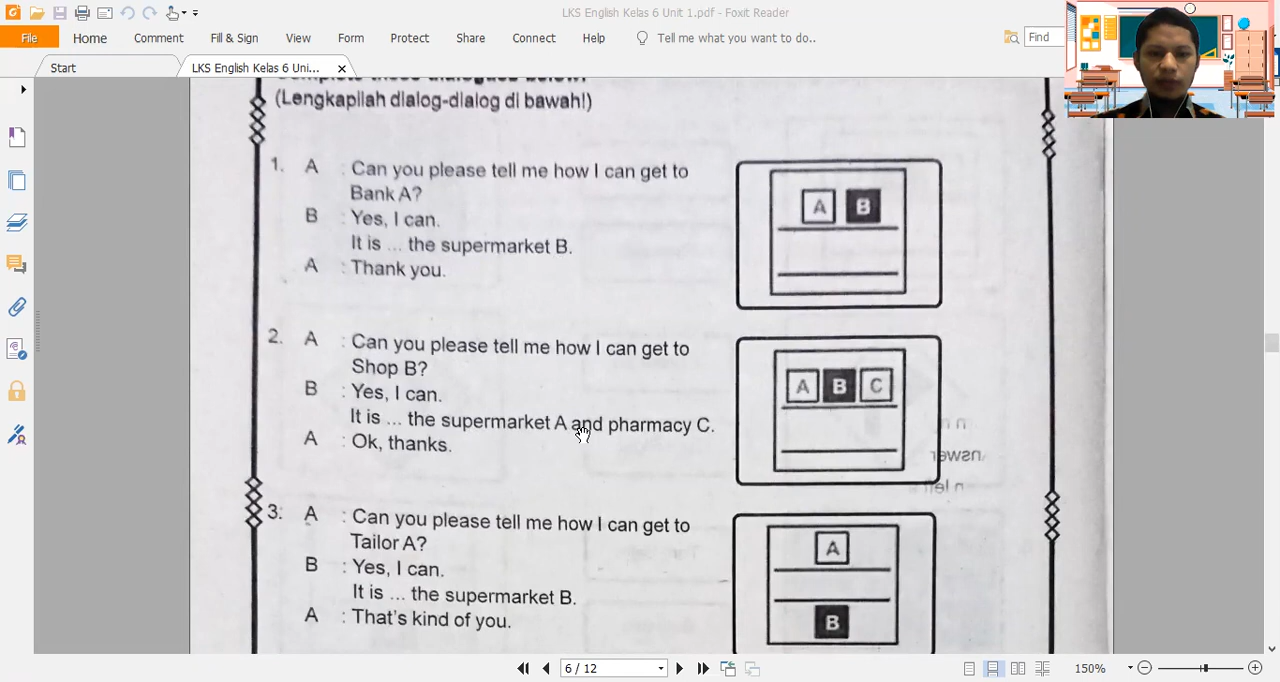 LKS English Kelas 6 Unit 1.pdf - Foxit Reader
File Home Comment Fill & Sign View Form Protect Share Connect Help Tell me what you want to do.. Find
Start LKS English Kelas 6 Uni...
(Lengkapilah dialog-dialog di bawah!)
1. A : Can you please tell me how I can get to
Bank A?
B : Yes, I can.
It is ... the supermarket B.
A : Thank you.
A B
2. A : Can you please tell me how I can get to
Shop B?
B : Yes, I can.
It is ... the supermarket A and pharmacy C.
A : Ok, thanks.
A B C
3. A : Can you please tell me how I can get to
Tailor A?
B : Yes, I can.
It is ... the supermarket B.
A : That's kind of you.
A
B
6 / 12
150%